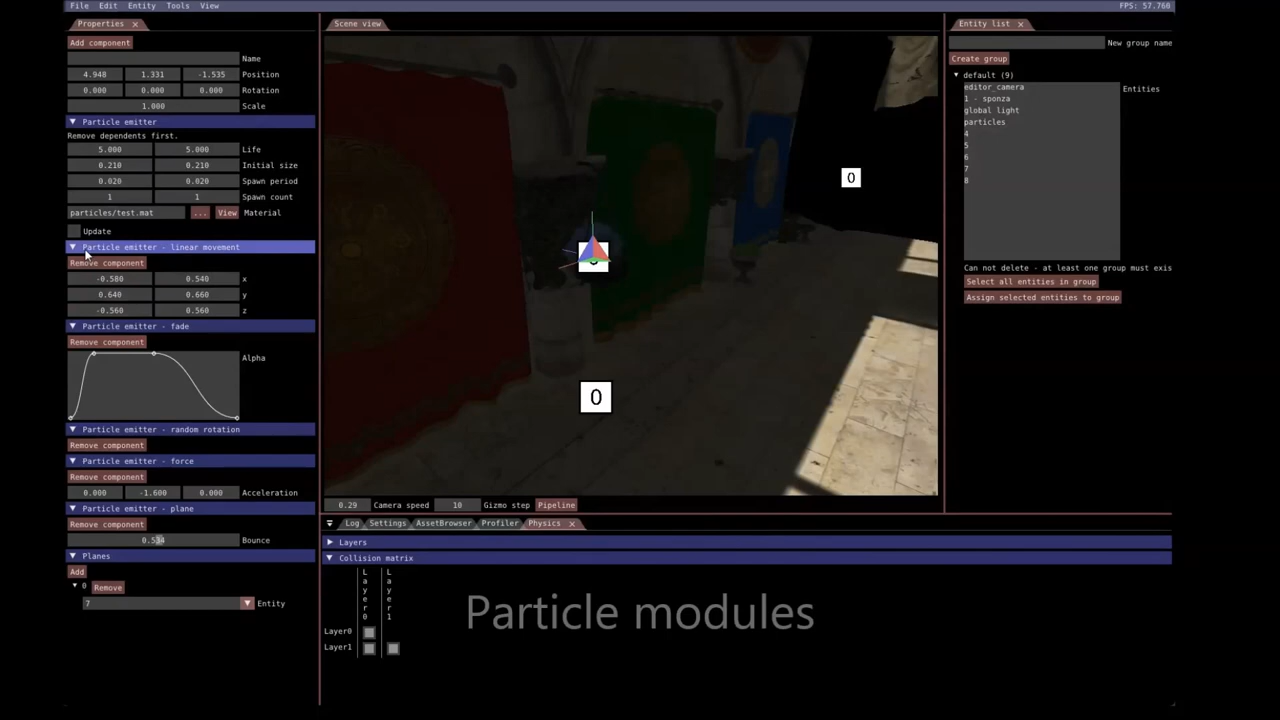 File Edit Entity Tools View FPS: 57.760
Properties
Add component
Name
4.948 1.331 -1.535 Position
0.000 0.000 0.000 Rotation
1.000 Scale
Particle emitter
Remove dependents first.
5.000 5.000 Life
0.210 0.210 Initial size
0.020 0.020 Spawn period
1 1 Spawn count
particles/test.mat ... View Material
Update
Particle emitter - linear movement
Remove component
-0.580 0.540 x
0.640 0.660 y
-0.560 0.560 z
Particle emitter - fade
Remove component
Alpha
Particle emitter - random rotation
Remove component
Particle emitter - force
Remove component
0.000 -1.600 0.000 Acceleration
Particle emitter - plane
Remove component
0.534 Bounce
Planes
Add
0 Remove
7 Entity
Scene view
0
0
0.29 Camera speed 10 Gizmo step Pipeline
Log Settings AssetBrowser Profiler Physics
Layers
Collision matrix
Layer0 Layer1
Layer0
Layer1
Particle modules
Entity list
New group name
Create group
default (9)
editor_camera Entities
1 - sponza
global light
particles
4
5
6
7
8
Can not delete - at least one group must exis
Select all entities in group
Assign selected entities to group